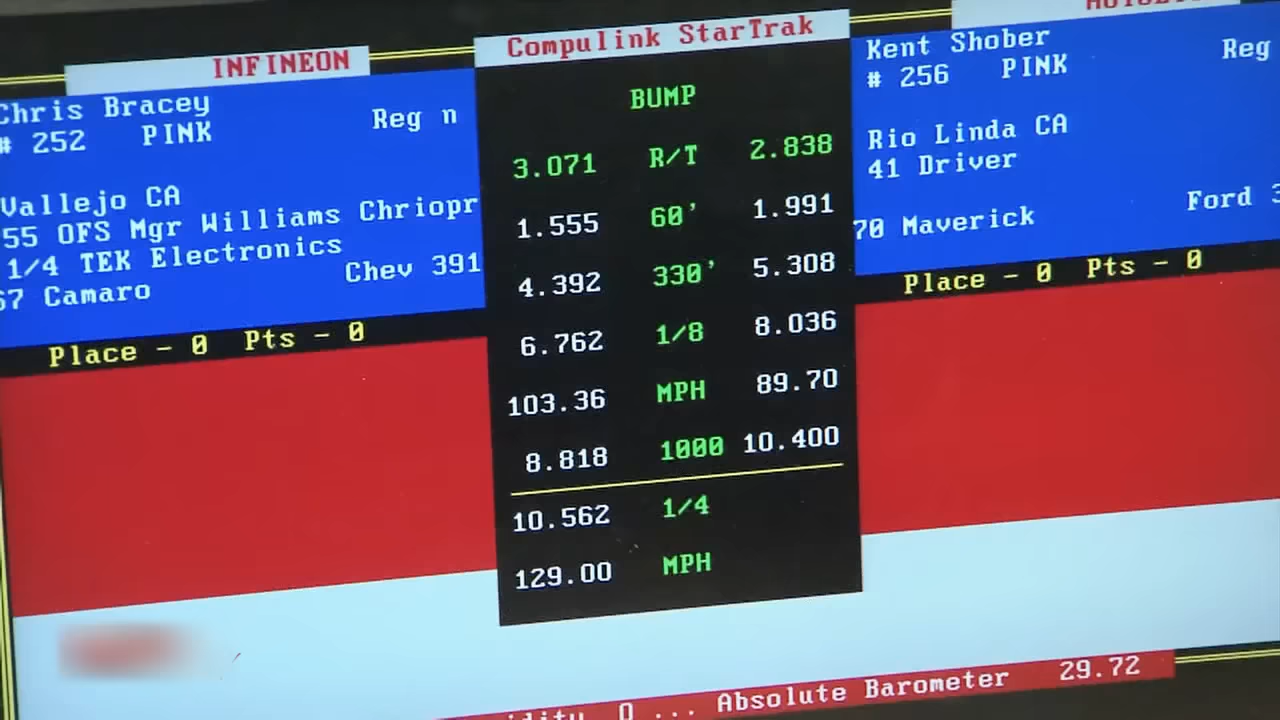 INFINEON
Chris Bracey
# 252 PINK Reg n
Vallejo CA
55 OFS Mgr Williams Chriopr
1/4 TEK Electronics
67 Camaro Chev 391
Place - 0 Pts - 0
Compulink StarTrak
BUMP
3.071 R/T 2.838
1.555 60' 1.991
4.392 330' 5.308
6.762 1/8 8.036
103.36 MPH 89.70
8.818 1000 10.400
10.562 1/4
129.00 MPH
Kent Shober
# 256 PINK Reg
Rio Linda CA
41 Driver
70 Maverick Ford 3
Place - 0 Pts - 0
idity 0 ... Absolute Barometer 29.72